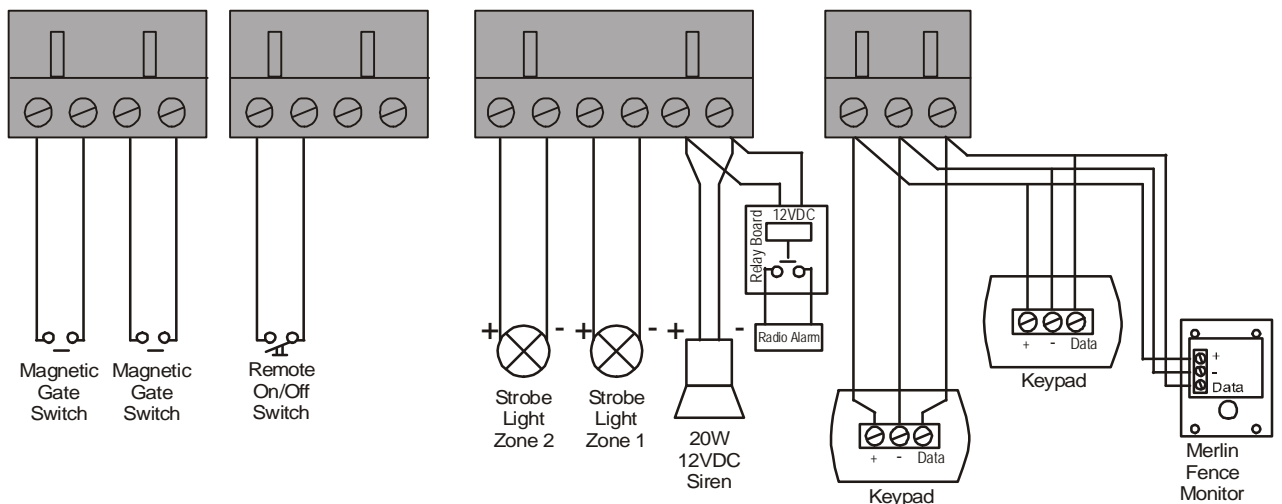 Magnetic
Gate
Switch
Magnetic
Gate
Switch
Remote
On/Off
Switch
+ -
Strobe
Light
Zone 2
+ -
Strobe
Light
Zone 1
+ -
20W
12VDC
Siren
Relay Board
12VDC
Radio Alarm
+ - Data
Keypad
+ - Data
Keypad
+
-
Data
Merlin
Fence
Monitor